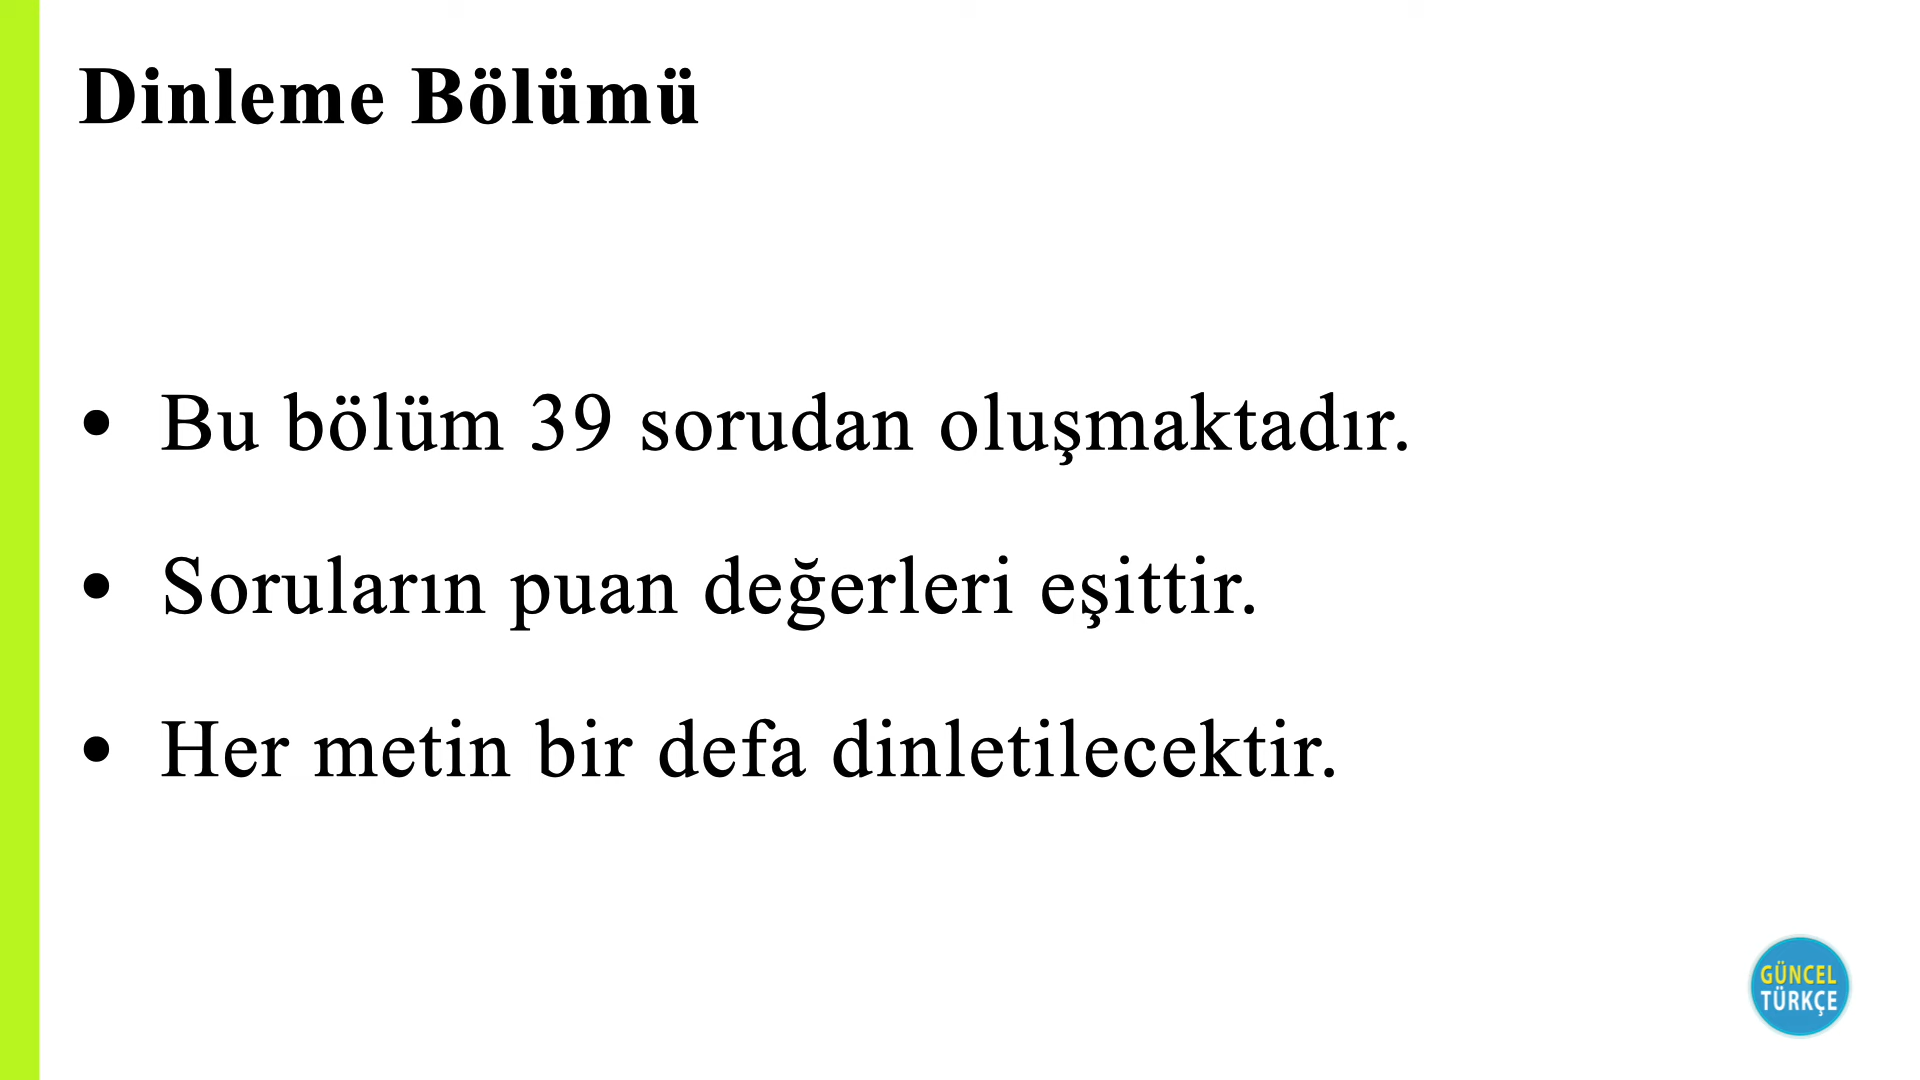 Dinleme Bölümü
• Bu bölüm 39 sorudan oluşmaktadır.
• Soruların puan değerleri eşittir.
• Her metin bir defa dinletilecektir.
GÜNCEL
TÜRKÇE